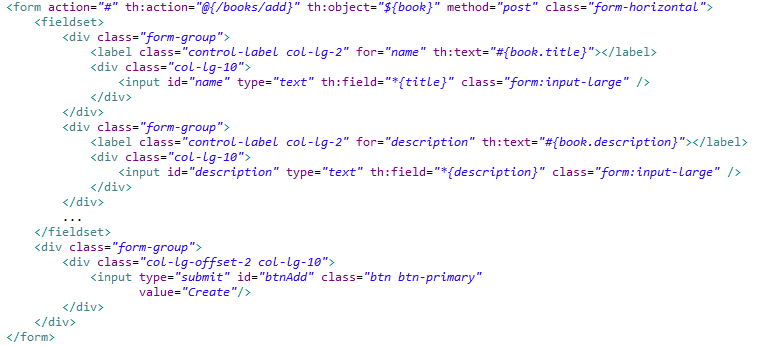 <form action="#" th:action="@{/books/add}" th:object="${book}" method="post" class="form-horizontal">
    <fieldset>
        <div class="form-group">
            <label class="control-label col-lg-2" for="name" th:text="#{book.title}"></label>
            <div class="col-lg-10">
                <input id="name" type="text" th:field="*{title}" class="form:input-large" />
            </div>
        </div>
        <div class="form-group">
            <label class="control-label col-lg-2" for="description" th:text="#{book.description}"></label>
            <div class="col-lg-10">
                <input id="description" type="text" th:field="*{description}" class="form:input-large" />
            </div>
        </div>
        ...
    </fieldset>
    <div class="form-group">
        <div class="col-lg-offset-2 col-lg-10">
            <input type="submit" id="btnAdd" class="btn btn-primary"
                   value="Create"/>
        </div>
    </div>
</form>